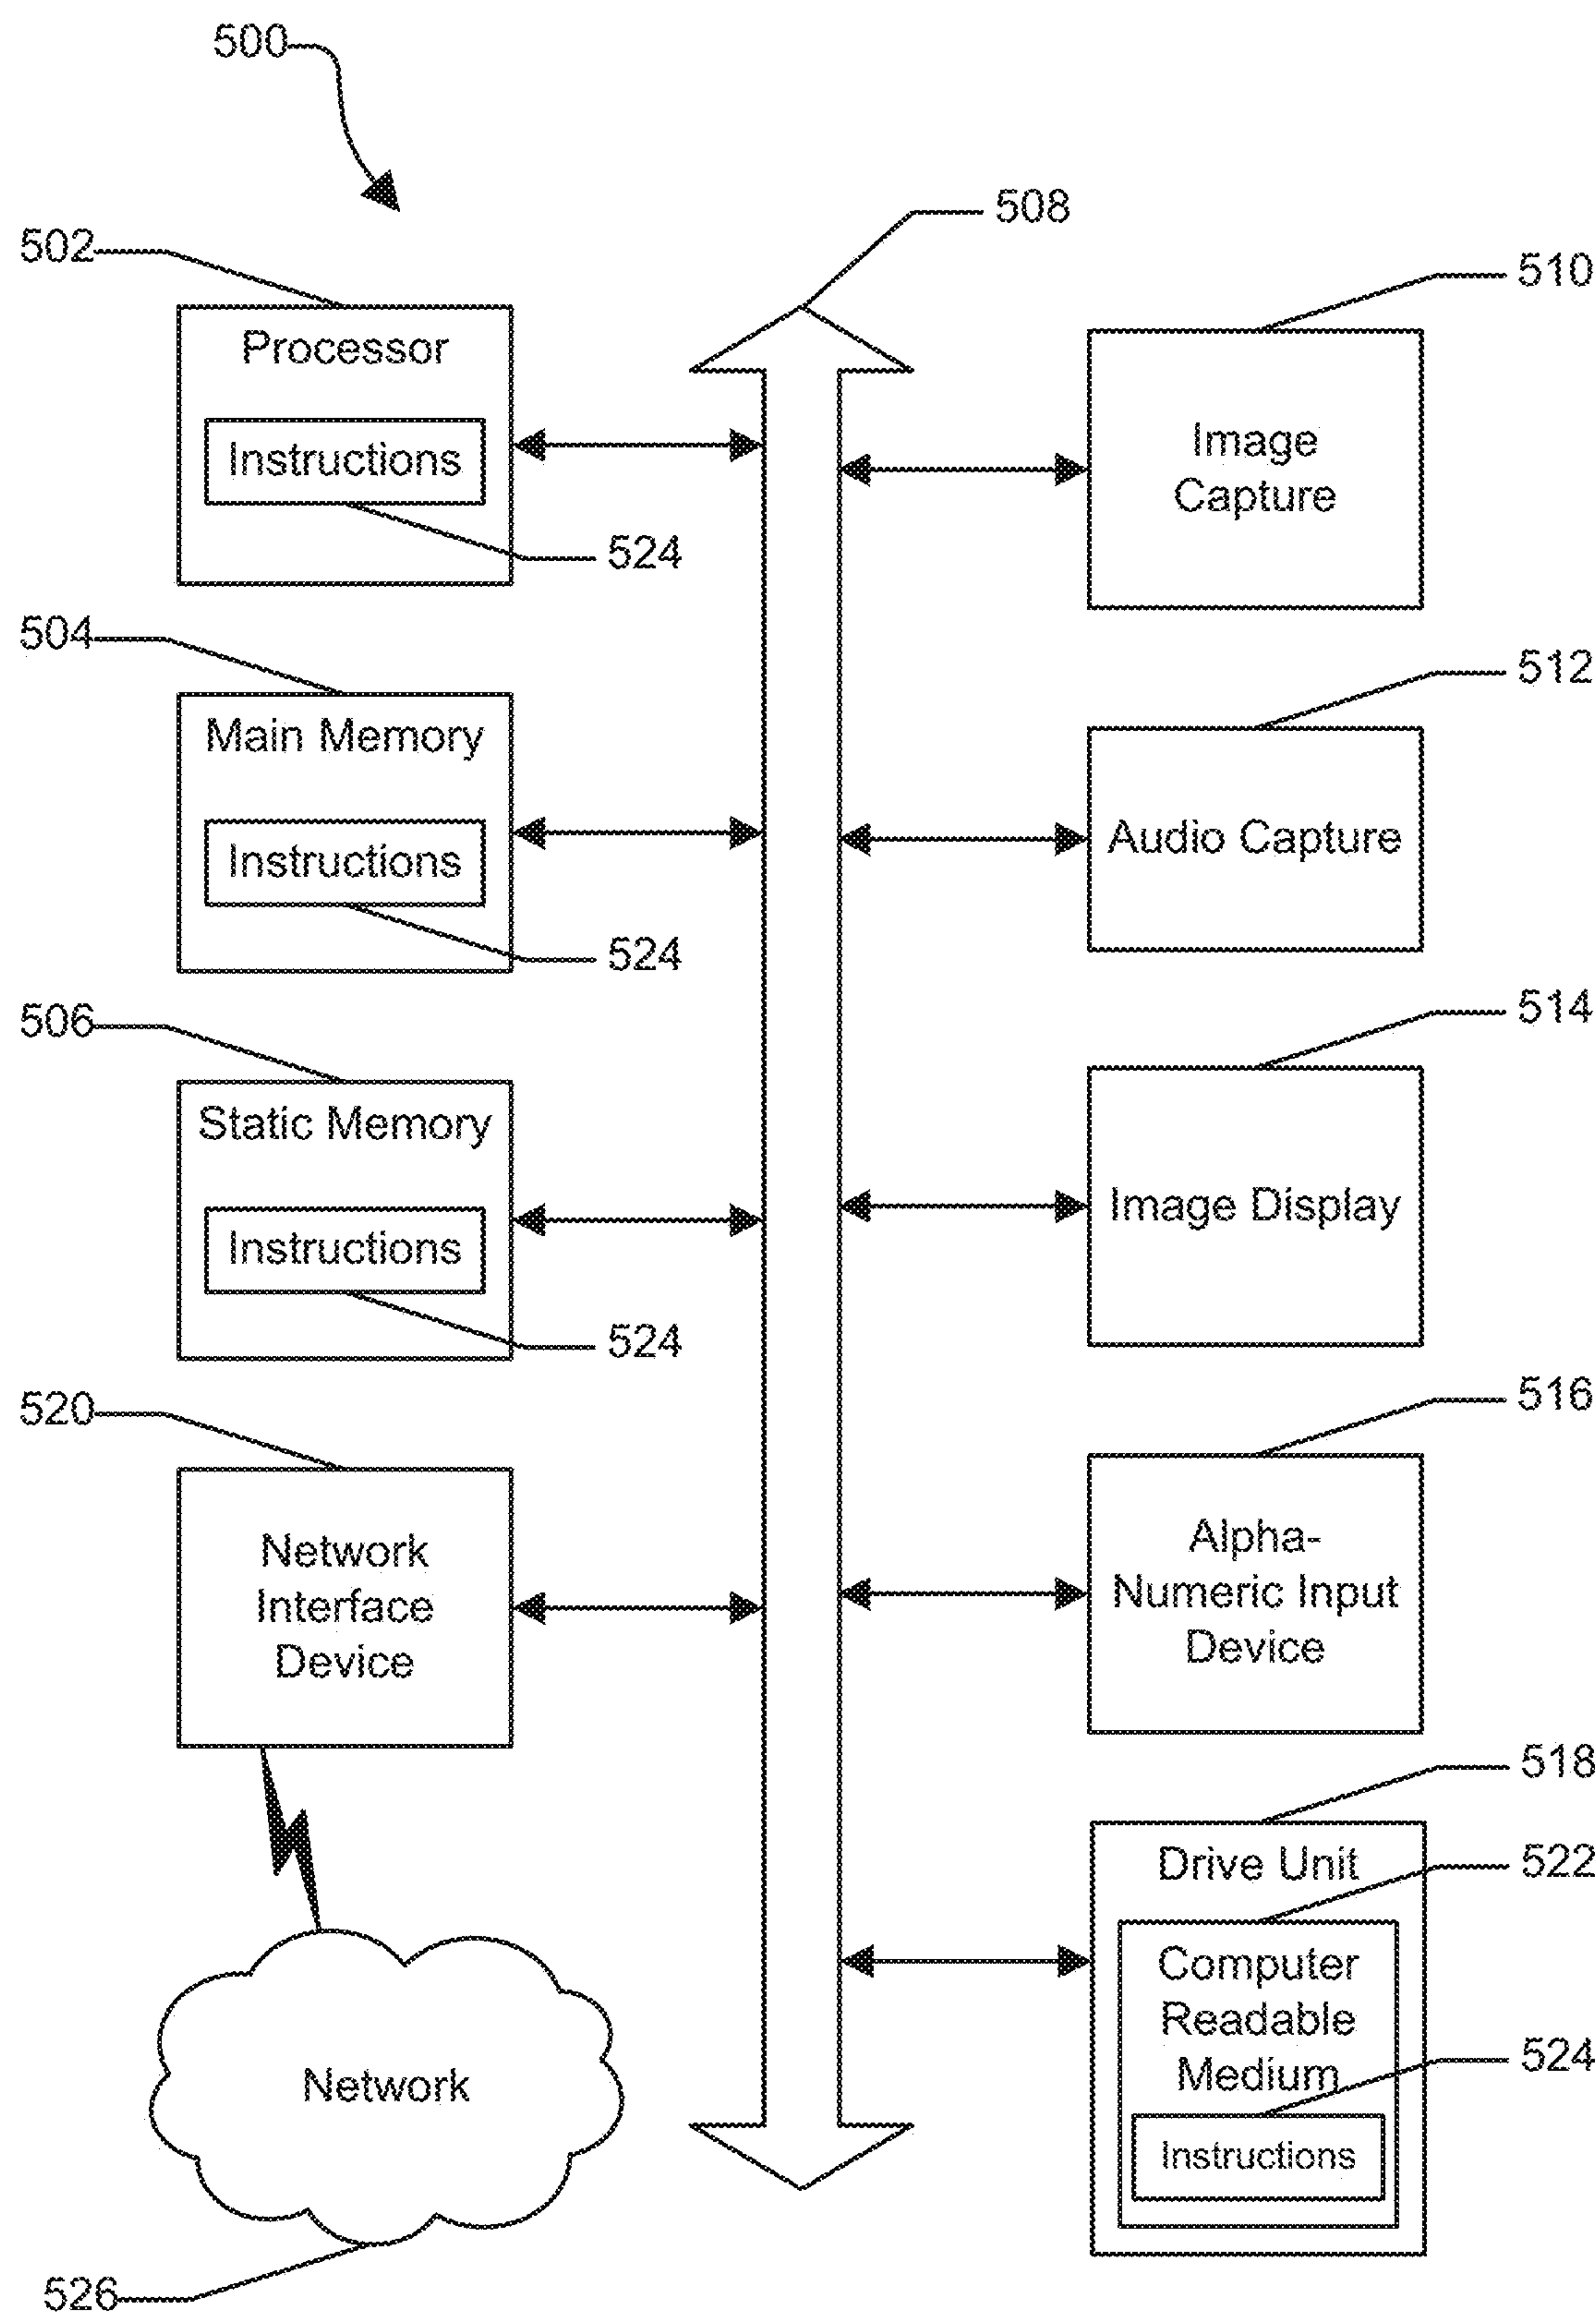 500
508
502
Processor
Instructions
524
510
Image
Capture
504
Main Memory
Instructions
524
512
Audio Capture
506
Static Memory
Instructions
524
514
Image Display
520
Network
Interface
Device
516
Alpha-
Numeric Input
Device
518
Drive Unit
522
Computer
Readable
Medium
524
Instructions
Network
526